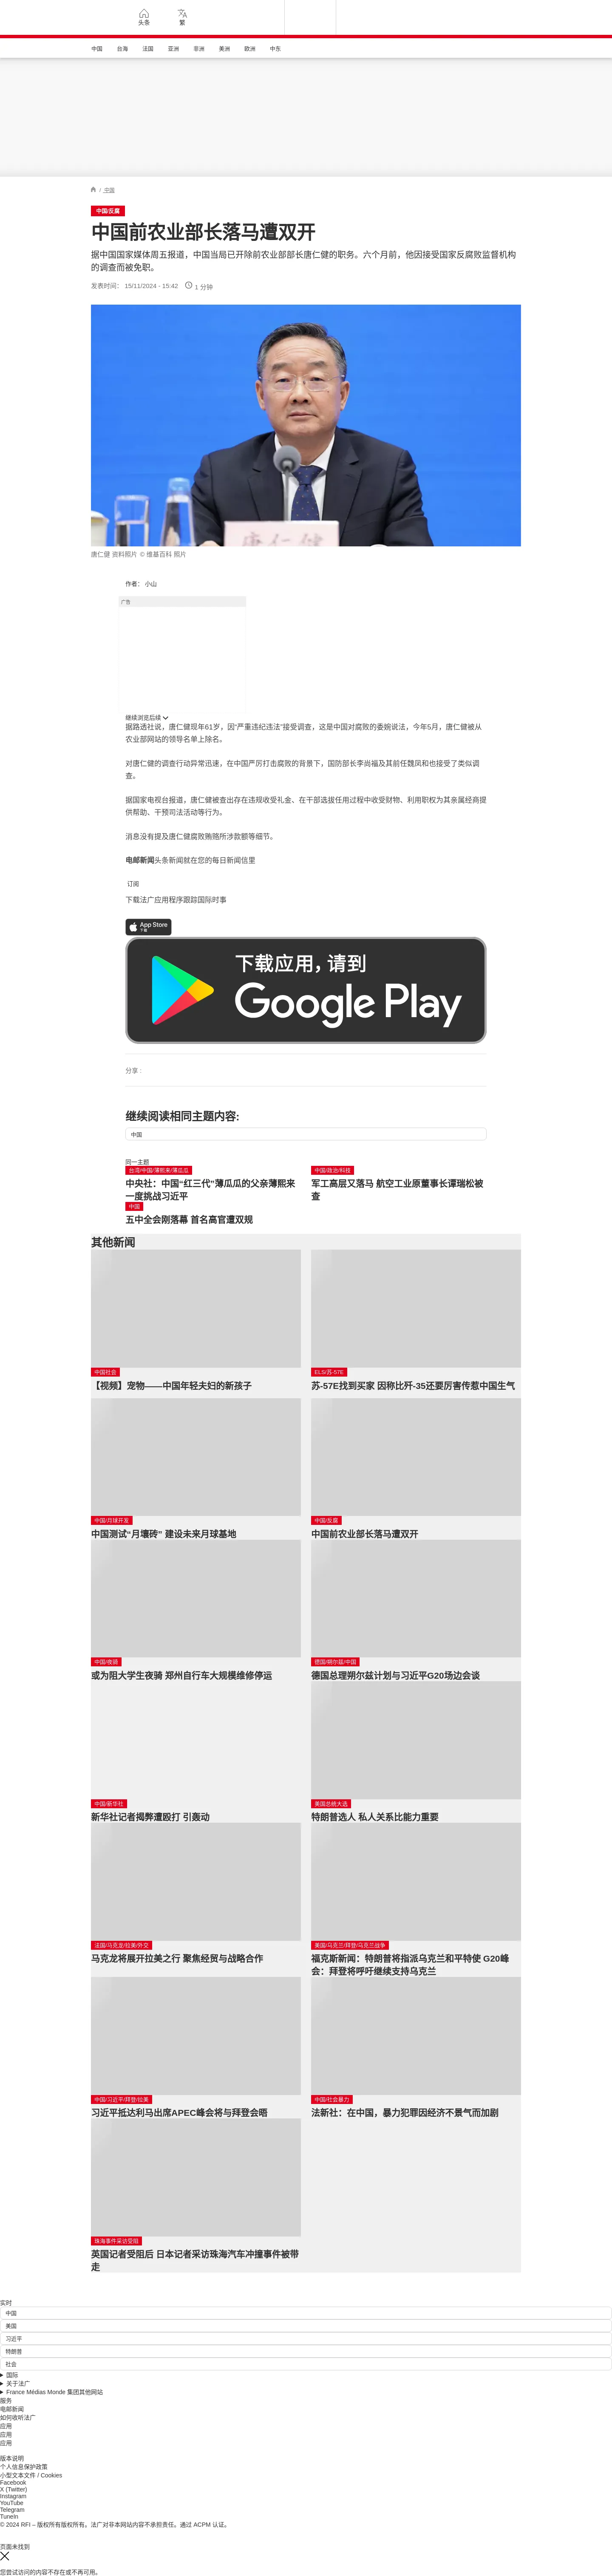 头条
繁
中国
台海
法国
亚洲
非洲
美洲
欧洲
中东
/ 中国
中国/反腐
中国前农业部长落马遭双开
据中国国家媒体周五报道，中国当局已开除前农业部部长唐仁健的职务。六个月前，他因接受国家反腐败监督机构
的调查而被免职。
发表时间： 15/11/2024 - 15:42
1 分钟
唐仁健
唐仁健 资料照片 © 维基百科 照片
作者： 小山
广告
继续浏览后续
据路透社说，唐仁健现年61岁，因“严重违纪违法”接受调查，这是中国对腐败的委婉说法，今年5月，唐仁健被从
农业部网站的领导名单上除名。
对唐仁健的调查行动异常迅速，在中国严厉打击腐败的背景下，国防部长李尚福及其前任魏凤和也接受了类似调
查。
据国家电视台报道，唐仁健被查出存在违规收受礼金、在干部选拔任用过程中收受财物、利用职权为其亲属经商提
供帮助、干预司法活动等行为。
消息没有提及唐仁健腐败贿赂所涉款额等细节。
电邮新闻头条新闻就在您的每日新闻信里
订阅
下载法广应用程序跟踪国际时事
App Store
下载
下载应用，请到
Google Play
分享 :
继续阅读相同主题内容:
中国
同一主题
台湾/中国/薄熙来/薄瓜瓜
中央社：中国“红三代”薄瓜瓜的父亲薄熙来
一度挑战习近平
中国/政治/科技
军工高层又落马 航空工业原董事长谭瑞松被
查
中国
五中全会刚落幕 首名高官遭双规
其他新闻
中国社会
【视频】宠物——中国年轻夫妇的新孩子
EL5/苏-57E
苏-57E找到买家 因称比歼-35还要厉害传惹中国生气
中国/月球开发
中国测试“月壤砖” 建设未来月球基地
中国/反腐
中国前农业部长落马遭双开
中国/夜骑
或为阻大学生夜骑 郑州自行车大规模维修停运
德国/朔尔兹/中国
德国总理朔尔兹计划与习近平G20场边会谈
中国/新华社
新华社记者揭弊遭殴打 引轰动
美国总统大选
特朗普选人 私人关系比能力重要
法国/马克龙/拉美/外交
马克龙将展开拉美之行 聚焦经贸与战略合作
美国/乌克兰/拜登/乌克兰战争
福克斯新闻：特朗普将指派乌克兰和平特使 G20峰
会：拜登将呼吁继续支持乌克兰
中国/习近平/拜登/拉美
习近平抵达利马出席APEC峰会将与拜登会晤
中国/社会暴力
法新社：在中国，暴力犯罪因经济不景气而加剧
珠海事件采访受阻
英国记者受阻后 日本记者采访珠海汽车冲撞事件被带
走
实时
中国
美国
习近平
特朗普
社会
国际
关于法广
France Médias Monde 集团其他网站
服务
电邮新闻
如何收听法广
应用
应用
应用
版本说明
个人信息保护政策
小型文本文件 / Cookies
Facebook
X (Twitter)
Instagram
YouTube
Telegram
TuneIn
© 2024 RFI – 版权所有版权所有。法广对非本网站内容不承担责任。通过 ACPM 认证。
页面未找到
您尝试访问的内容不存在或不再可用。